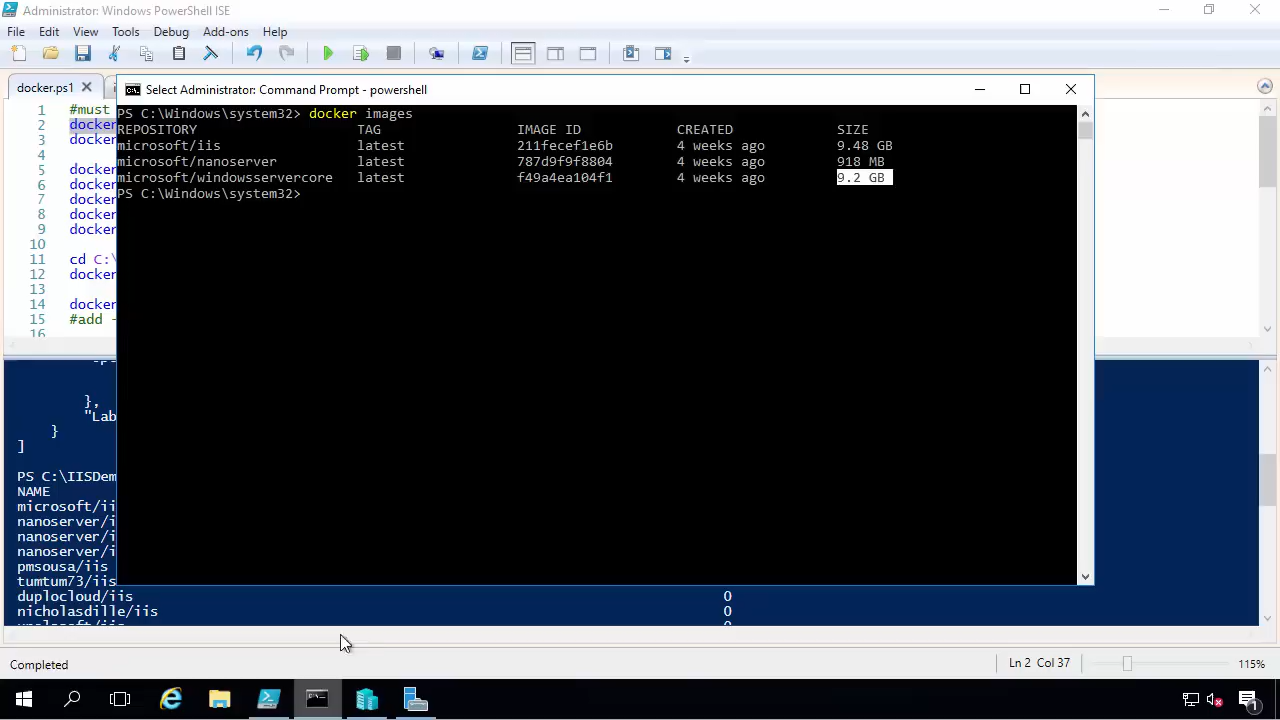 Administrator: Windows PowerShell ISE
File Edit View Tools Debug Add-ons Help
docker.ps1
Select Administrator: Command Prompt - powershell
1 #must
2 docker
3 docker
4
5 docker
6 docker
7 docker
8 docker
9 docker
10
11 cd C:\
12 docker
13
14 docker
15 #add
16
PS C:\Windows\system32> docker images
REPOSITORY TAG IMAGE ID CREATED SIZE
microsoft/iis latest 211fecef1e6b 4 weeks ago 9.48 GB
microsoft/nanoserver latest 787d9f9f8804 4 weeks ago 918 MB
microsoft/windowsservercore latest f49a4ea104f1 4 weeks ago 9.2 GB
PS C:\Windows\system32>
},
"Lab
}
]
PS C:\IISDem
NAME
microsoft/ii
nanoserver/i
nanoserver/i
nanoserver/i
pmsousa/iis
tumtum73/iis
duplocloud/iis 0
nicholasdille/iis 0
Completed
Ln 2 Col 37
115%
1